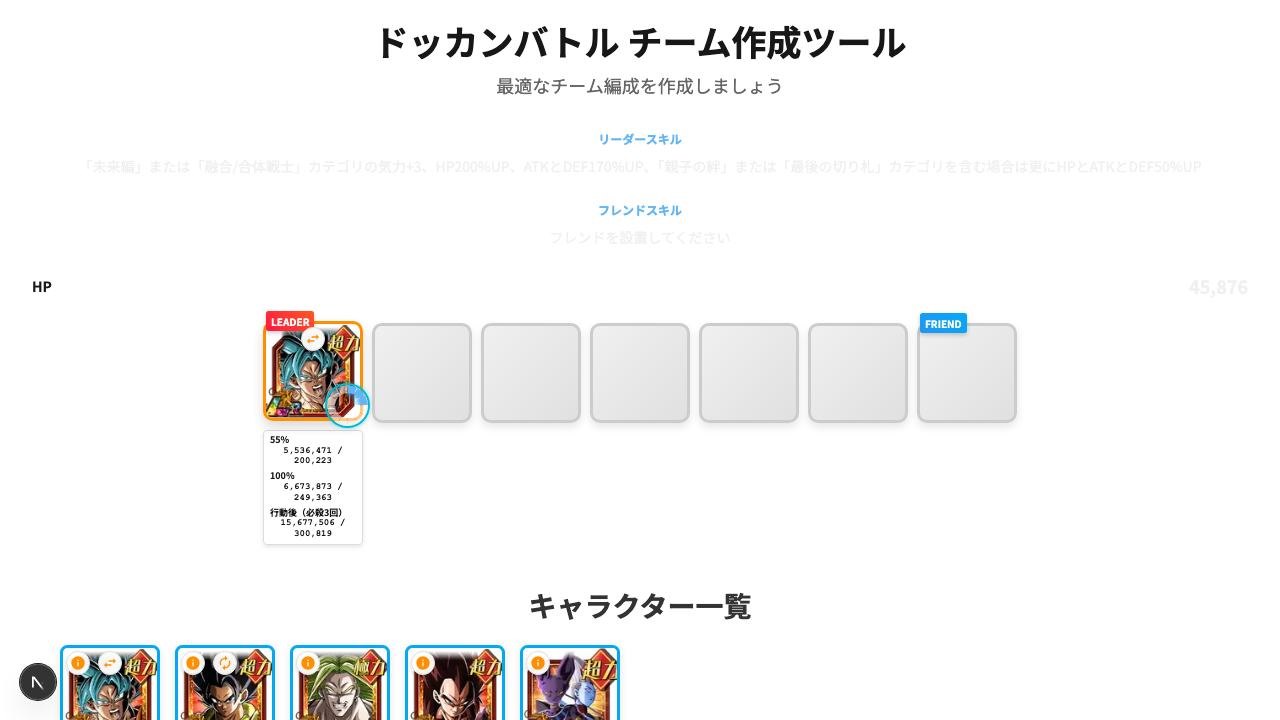 ドッカンバトル チーム作成ツール
最適なチーム編成を作成しましょう
リーダースキル
「未来編」または「融合/合体戦士」カテゴリの気力+3、HP200%UP、ATKとDEF170%UP、「親子の絆」または「最後の切り札」カテゴリを含む場合は更にHPとATKとDEF50%UP
フレンドスキル
フレンドを設置してください
HP
45,876
LEADER
FRIEND
超力
55%
5,536,471 /
200,223
100%
6,673,873 /
249,363
行動後（必殺3回）
15,677,506 /
300,819
キャラクター一覧
超力
超力
極力
超力
超力